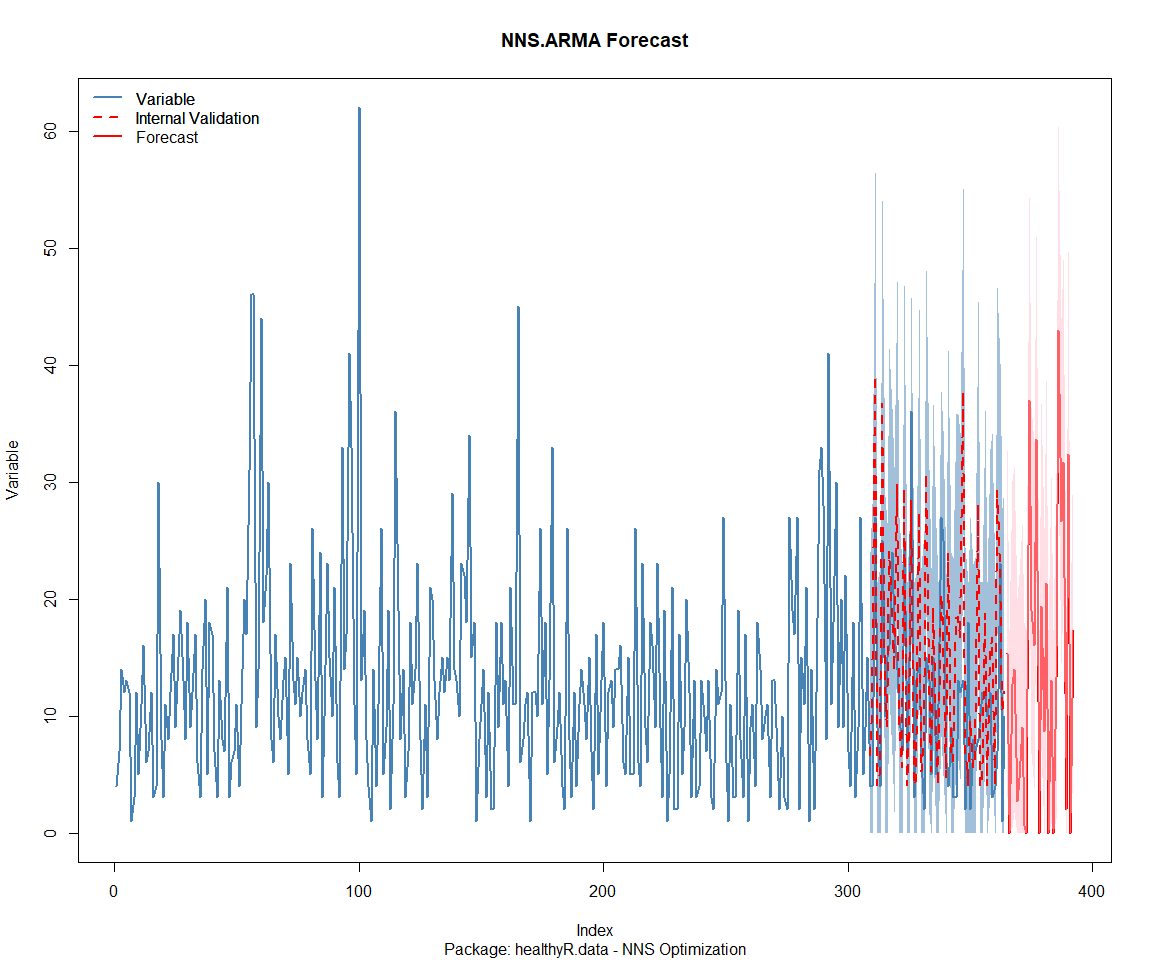 NNS.ARMA Forecast
Variable
Internal Validation
Forecast
Variable
0
10
20
30
40
50
60
0
100
200
300
400
Index
Package: healthyR.data - NNS Optimization